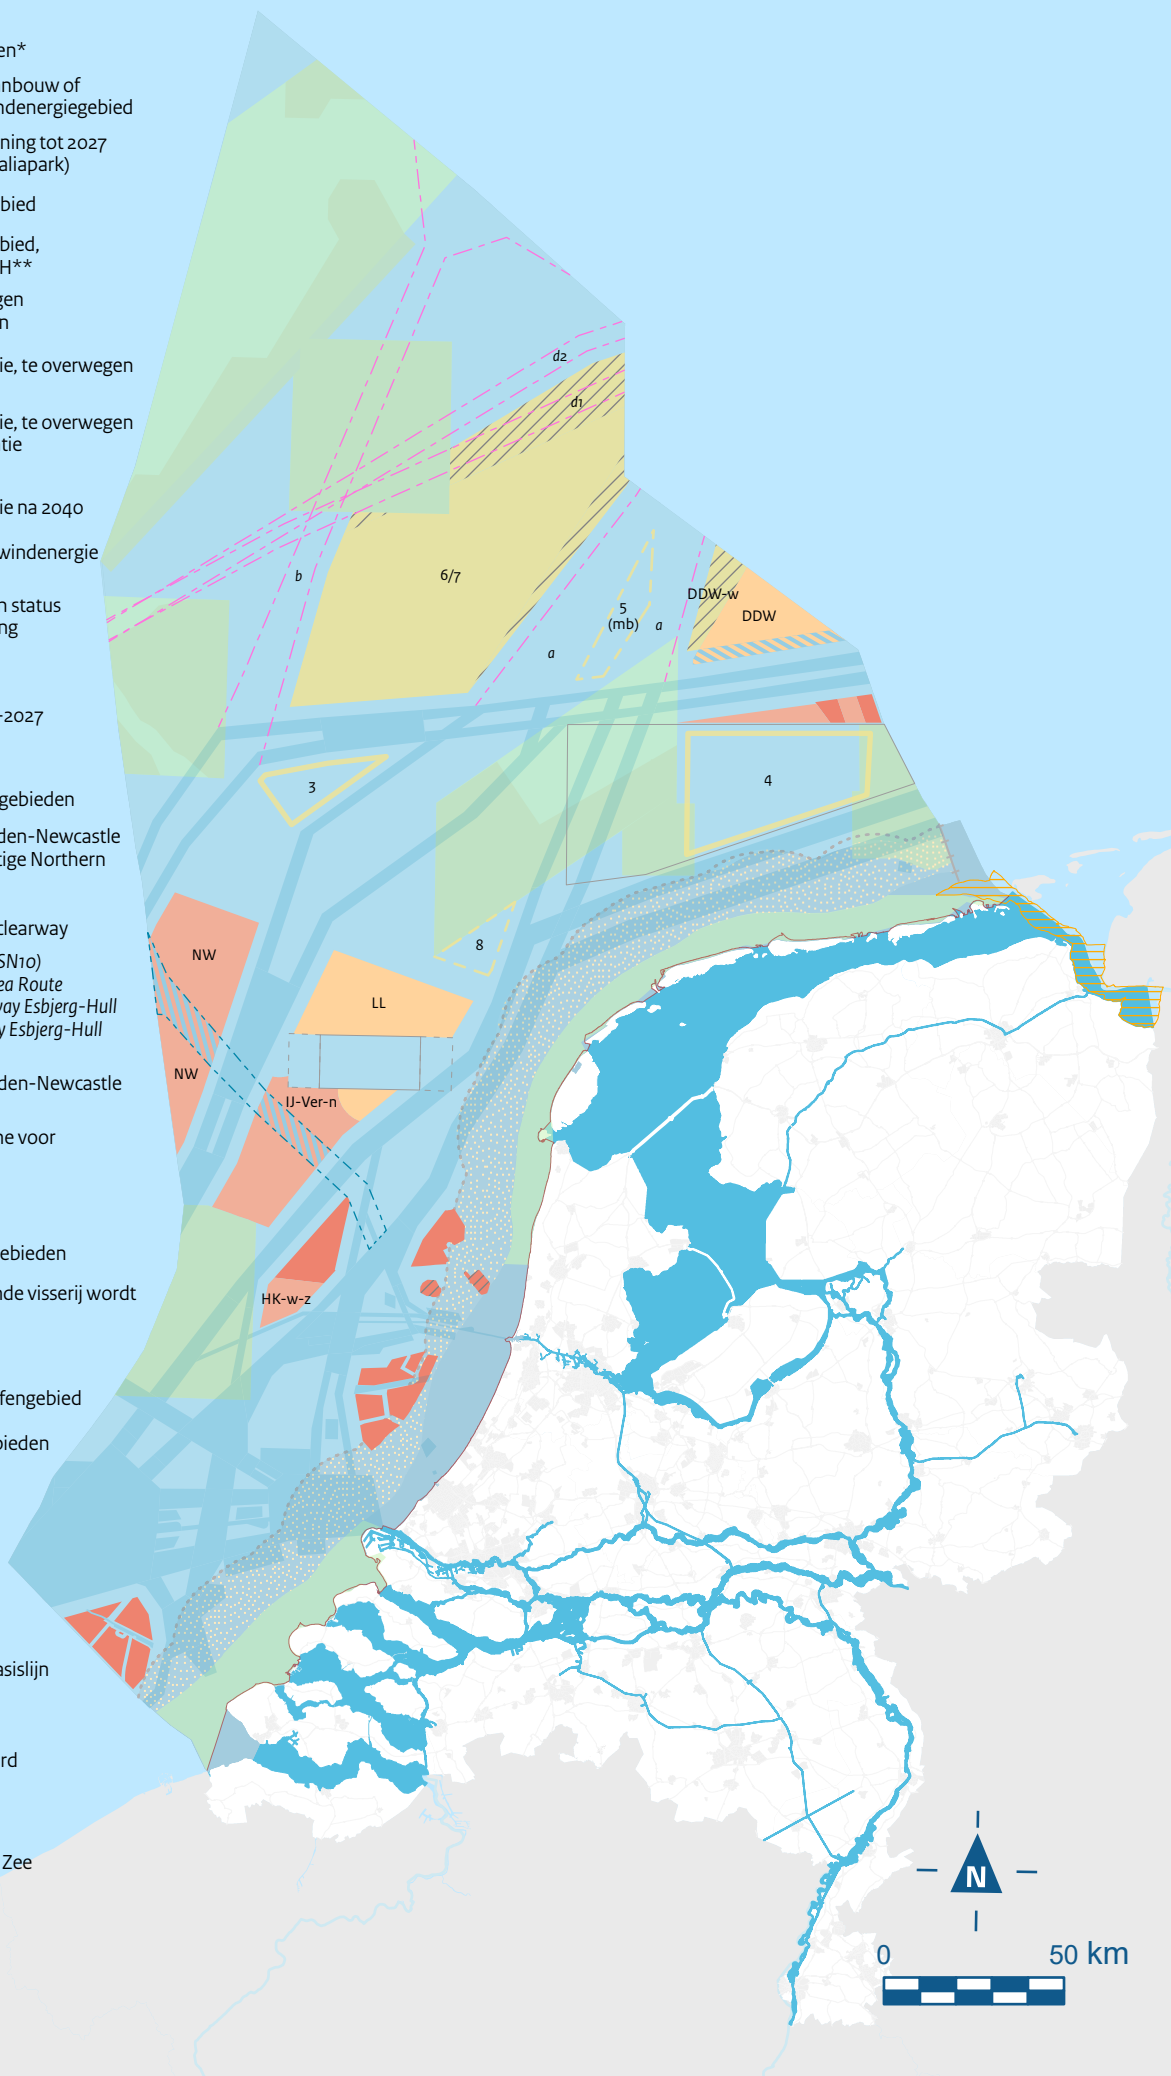 en*
nbouw of
ndenergiegebied
ning tot 2027
aliapark)
bied
bied,
H**
gen
n
ie, te overwegen
ie, te overwegen
tie
ie na 2040
windenergie
n status
ng
-2027
gebieden
den-Newcastle
tige Northern
clearway
SN10)
ea Route
way Esbjerg-Hull
y Esbjerg-Hull
den-Newcastle
ne voor
ebieden
nde visserij wordt
fengebied
bieden
asislijn
rd
Zee
d2
d1
b
6/7
5
(mb)
a
a
DDW-w
DDW
3
4
8
NW
LL
NW
IJ-Ver-n
HK-w-z
N
0
50 km